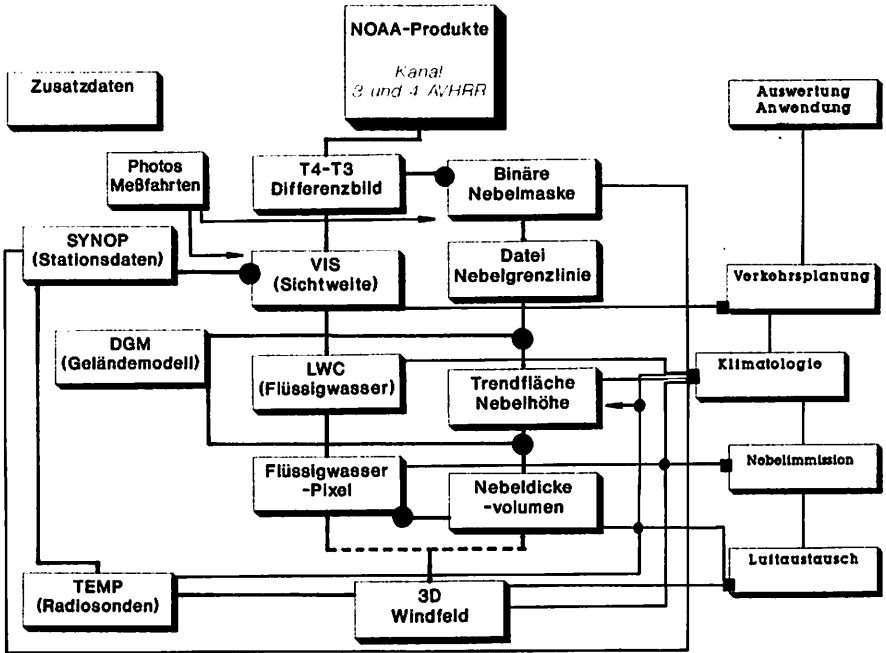 NOAA-Produkte
Kanal
3 und 4 AVHRR
Zusatzdaten
Auswertung
Anwendung
Photos
Meßfahrten
T4-T3
Differenzbild
Binäre
Nebelmaske
SYNOP
(Stationsdaten)
VIS
(Sichtweite)
Datei
Nebelgrenzlinie
Verkehrsplanung
DGM
(Geländemodell)
LWC
(Flüssigwasser)
Trendfläche
Nebelhöhe
Klimatologie
Flüssigwasser
-Pixel
Nebeldicke
-volumen
Nebelimmission
Luftaustausch
TEMP
(Radiosonden)
3D
Windfeld